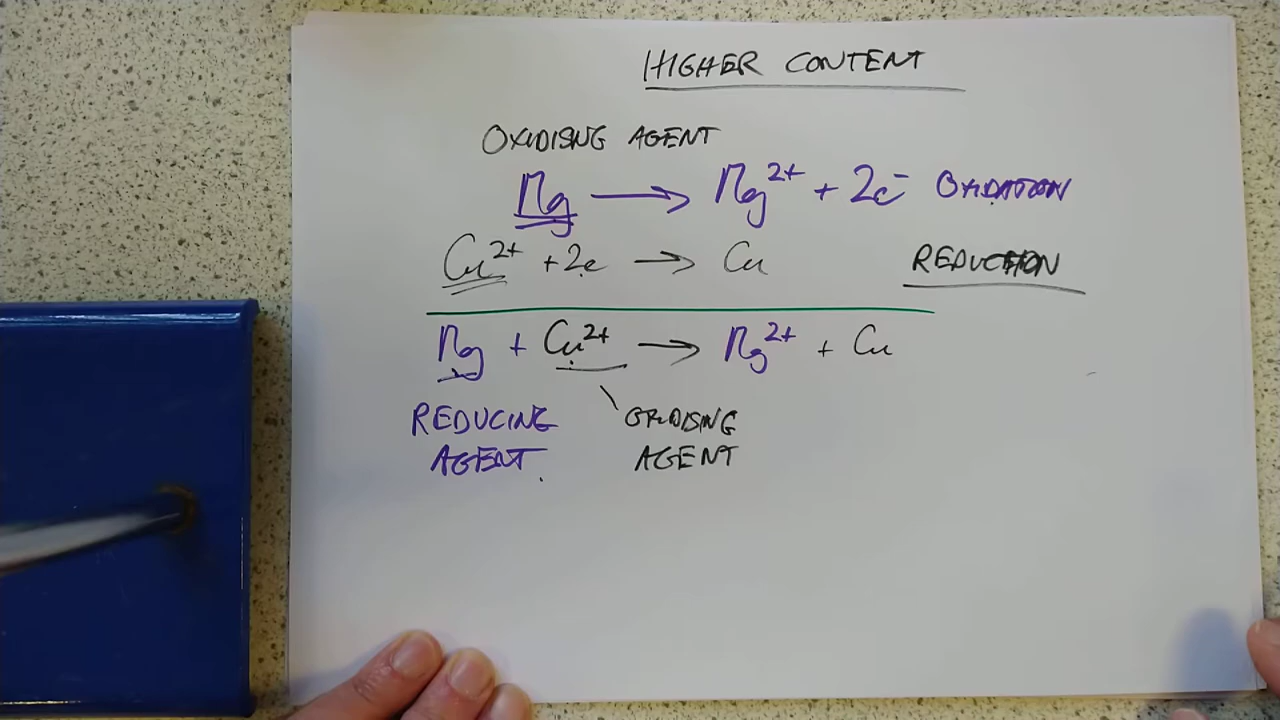 HIGHER CONTENT
OXIDISING AGENT
Mg → Mg²⁺ + 2e⁻ OXIDATION
Cu²⁺ + 2e → Cu REDUCTION
Mg + Cu²⁺ → Mg²⁺ + Cu
REDUCING OXIDISING
AGENT. AGENT